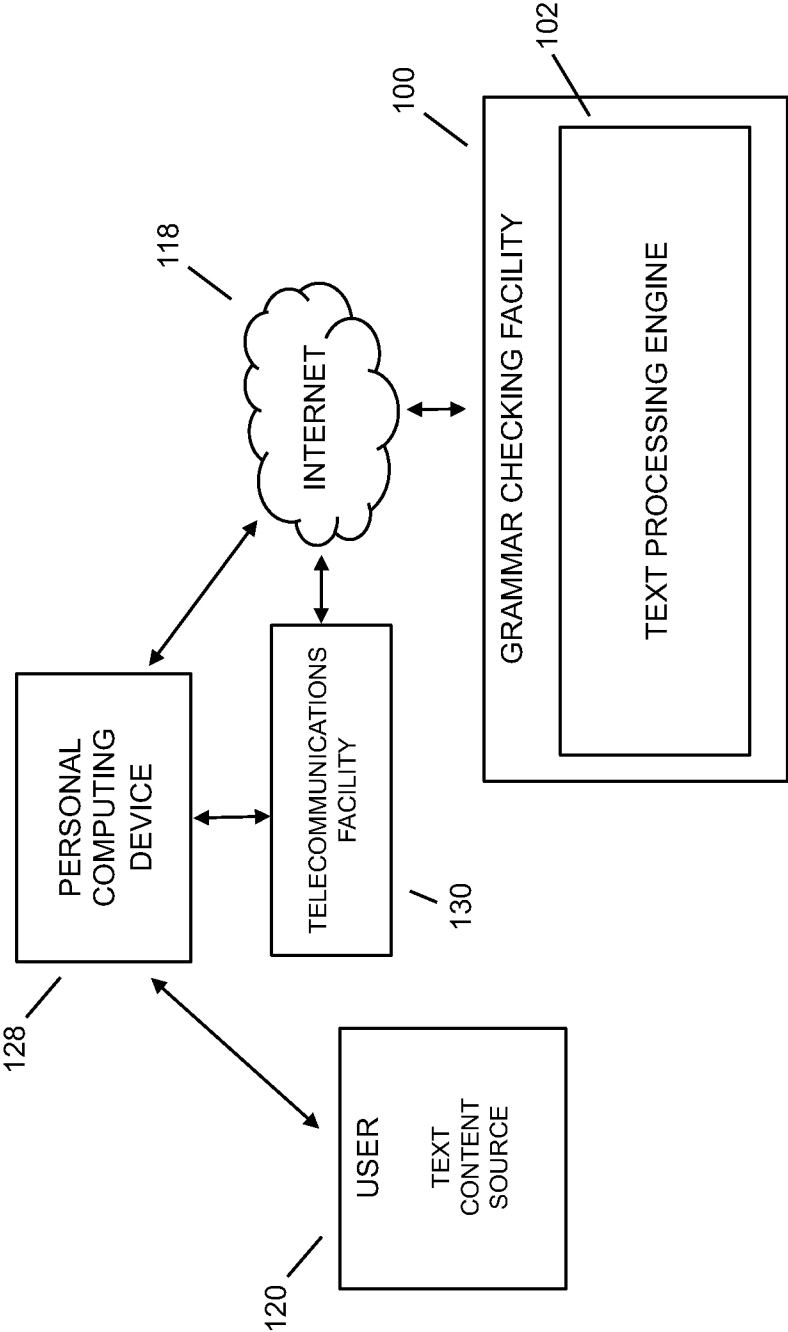 128
PERSONAL
COMPUTING
DEVICE
118
INTERNET
TELECOMMUNICATIONS
FACILITY
130
120
USER
TEXT
CONTENT
SOURCE
100
102
GRAMMAR CHECKING FACILITY
TEXT PROCESSING ENGINE